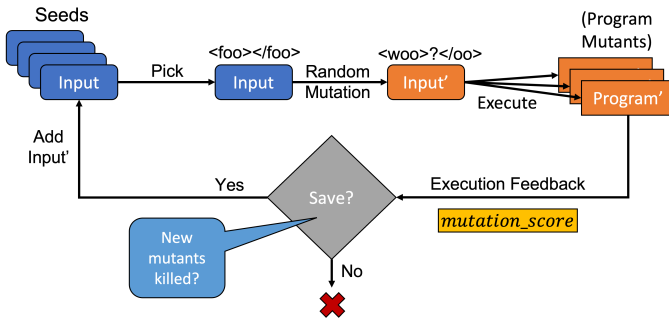 Seeds
Input
Pick
<foo></foo>
Input
Random
Mutation
<woo>?</oo>
Input’
Execute
(Program
Mutants)
Program’
Execution Feedback
mutation_score
Save?
New
mutants
killed?
Yes
No
Add
Input’